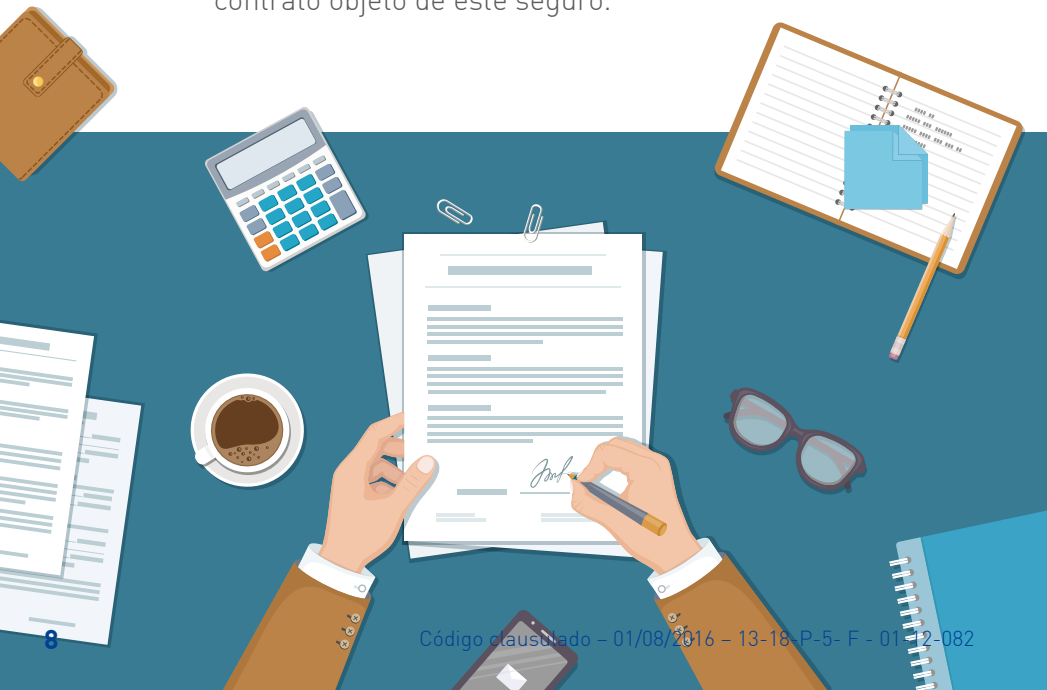 contrato objeto de este seguro.
8
Código clausulado – 01/08/2016 – 13-18-P-5- F - 01-12-082